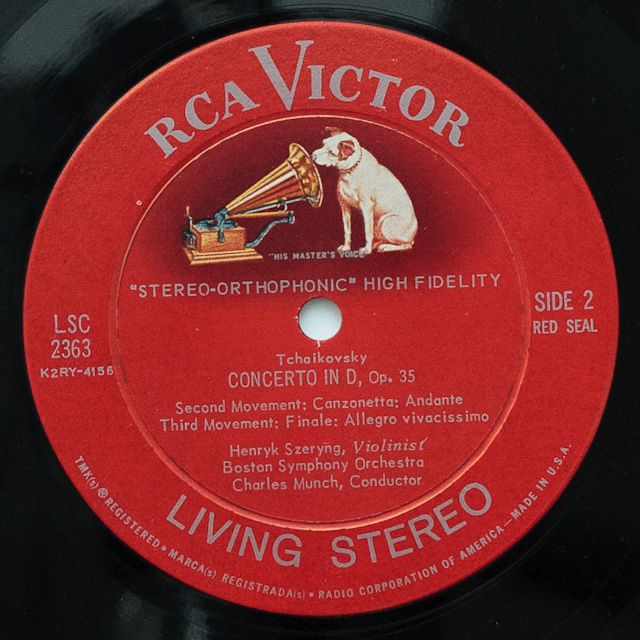 RCA VICTOR
"HIS MASTER'S VOICE"
"STEREO-ORTHOPHONIC" HIGH FIDELITY
LSC
2363
K2RY-4156
SIDE 2
RED SEAL
Tchaikovsky
CONCERTO IN D, Op. 35
Second Movement: Canzonetta: Andante
Third Movement: Finale: Allegro vivacissimo
Henryk Szeryng, Violinist
Boston Symphony Orchestra
Charles Munch, Conductor
LIVING STEREO
TMK(s) ® REGISTERED • MARCA(s) REGISTRADA(s) • RADIO CORPORATION OF AMERICA—MADE IN U.S.A.